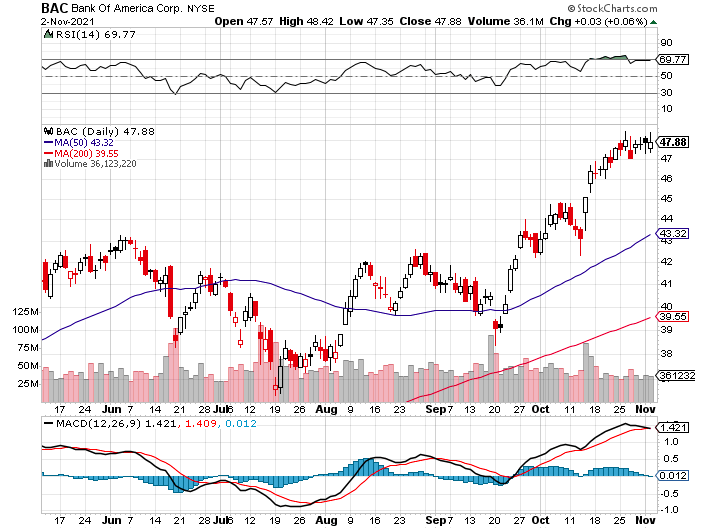 BAC Bank Of America Corp. NYSE © StockCharts.com
2-Nov-2021 Open 47.57 High 48.42 Low 47.35 Close 47.88 Volume 36.1M Chg +0.03 (+0.06%)
RSI(14) 69.77
90
69.77
50
30
10
BAC (Daily) 47.88
MA(50) 43.32
MA(200) 39.55
Volume 36,123,220
47.88
47
46
45
44
43.32
42
41
40
39.55
38
37
361232
125M
100M
75M
50M
25M
17 24 Jun 7 14 21 28 Jul 6 12 19 26 Aug 9 16 23 Sep 7 13 20 27 Oct 11 18 25 Nov
MACD(12,26,9) 1.421, 1.409, 0.012
1.5
1.421
1.0
0.5
0.012
-0.5
-1.0
17 24 Jun 7 14 21 28 Jul 6 12 19 26 Aug 9 16 23 Sep 7 13 20 27 Oct 11 18 25 Nov